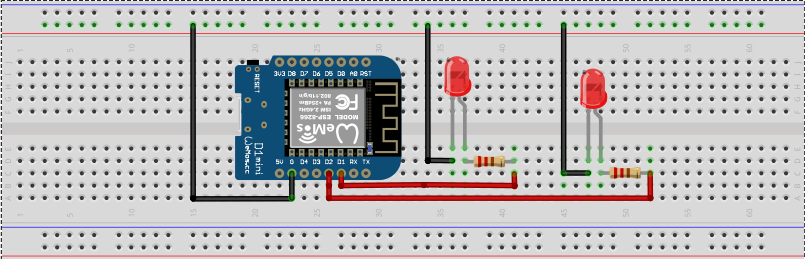 1 5 10 15 20 25 30 35 40 45 50 55 60
RESET
3V3 D8 D7 D6 D5 D0 A0 RST
WeMos
MODEL ESP-8266
ISM 2.4GHz
PA +25dBm
802.11b/g/n
FC
D1 mini
WeMos.cc
5V G D4 D3 D2 D1 RX TX
A B C D E
F G H I J
1 5 10 15 20 25 30 35 40 45 50 55 60